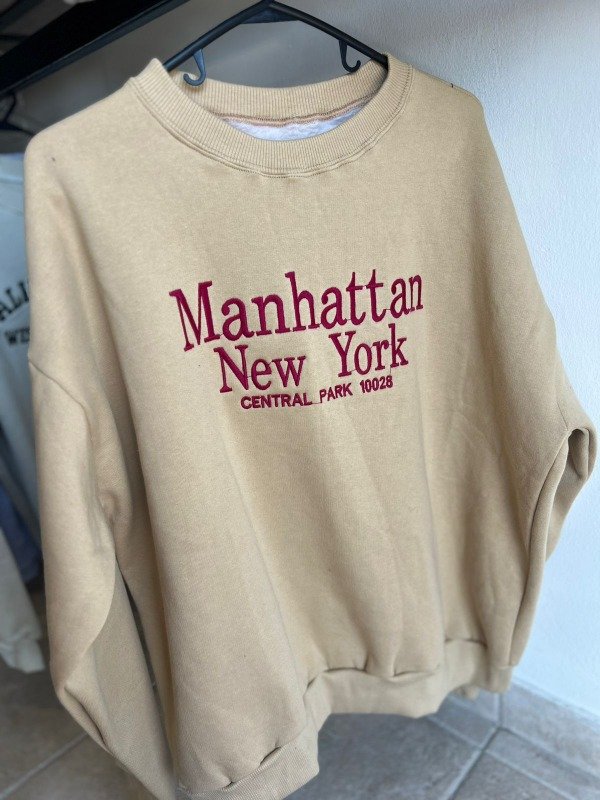 Manhattan
New York
CENTRAL PARK 10028